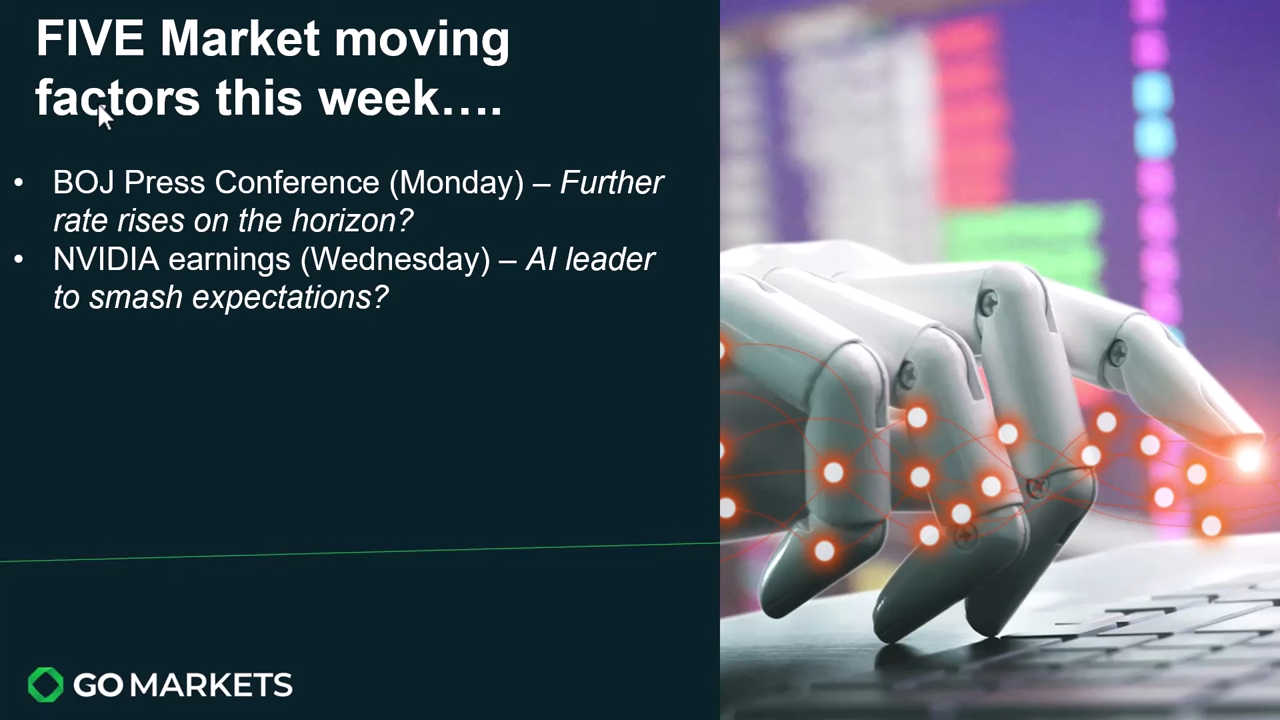 FIVE Market moving
factors this week….
• BOJ Press Conference (Monday) – Further
rate rises on the horizon?
• NVIDIA earnings (Wednesday) – AI leader
to smash expectations?
GO MARKETS